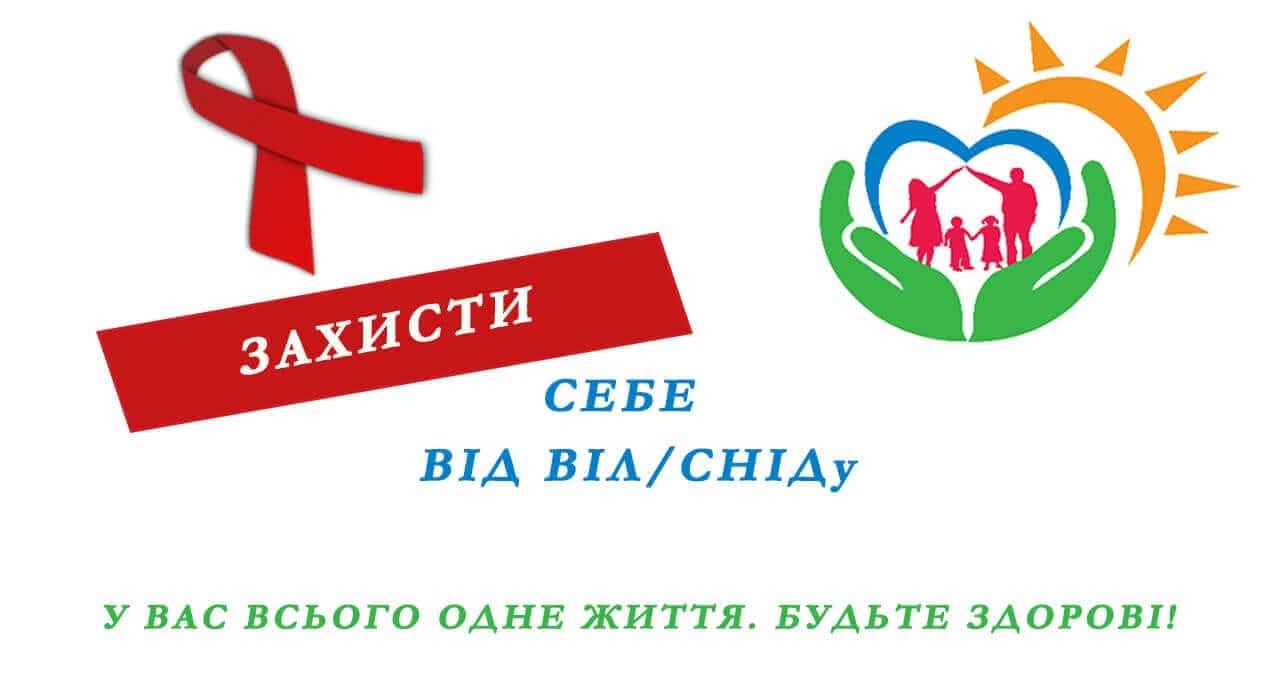 ЗАХИСТИ
СЕБЕ
ВІД ВІЛ/СНІДу
У ВАС ВСЬОГО ОДНЕ ЖИТТЯ. БУДЬТЕ ЗДОРОВІ!